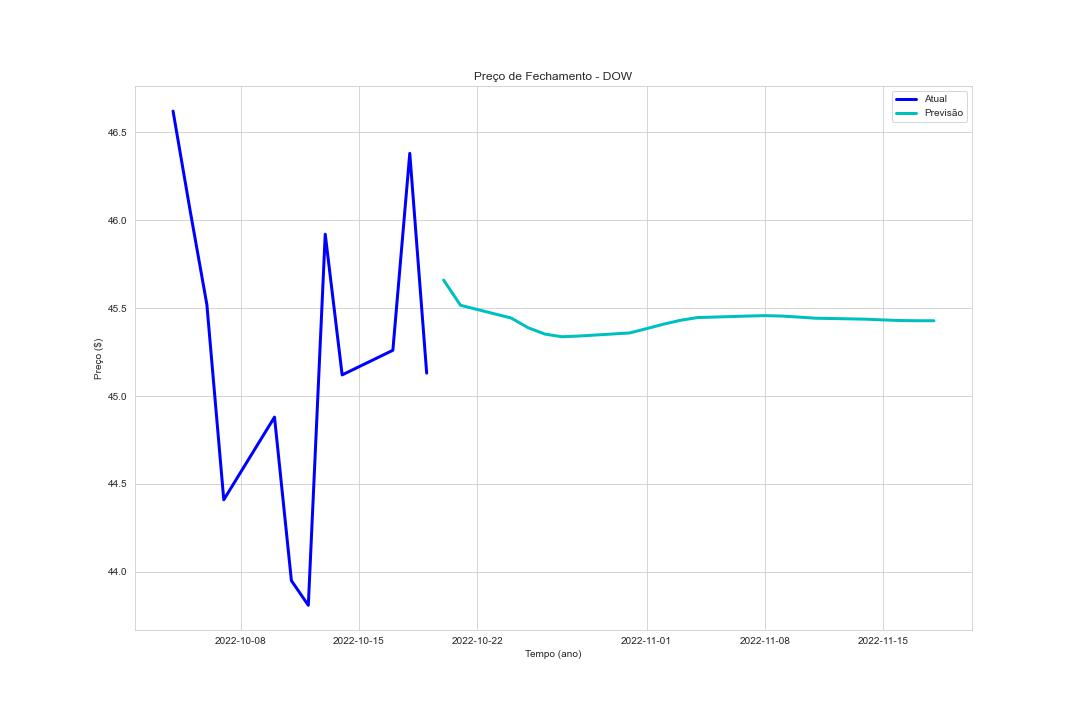 Preço de Fechamento - DOW
Atual
Previsão
46.5
46.0
45.5
45.0
44.5
44.0
Preço ($)
2022-10-08 2022-10-15 2022-10-22 2022-11-01 2022-11-08 2022-11-15
Tempo (ano)